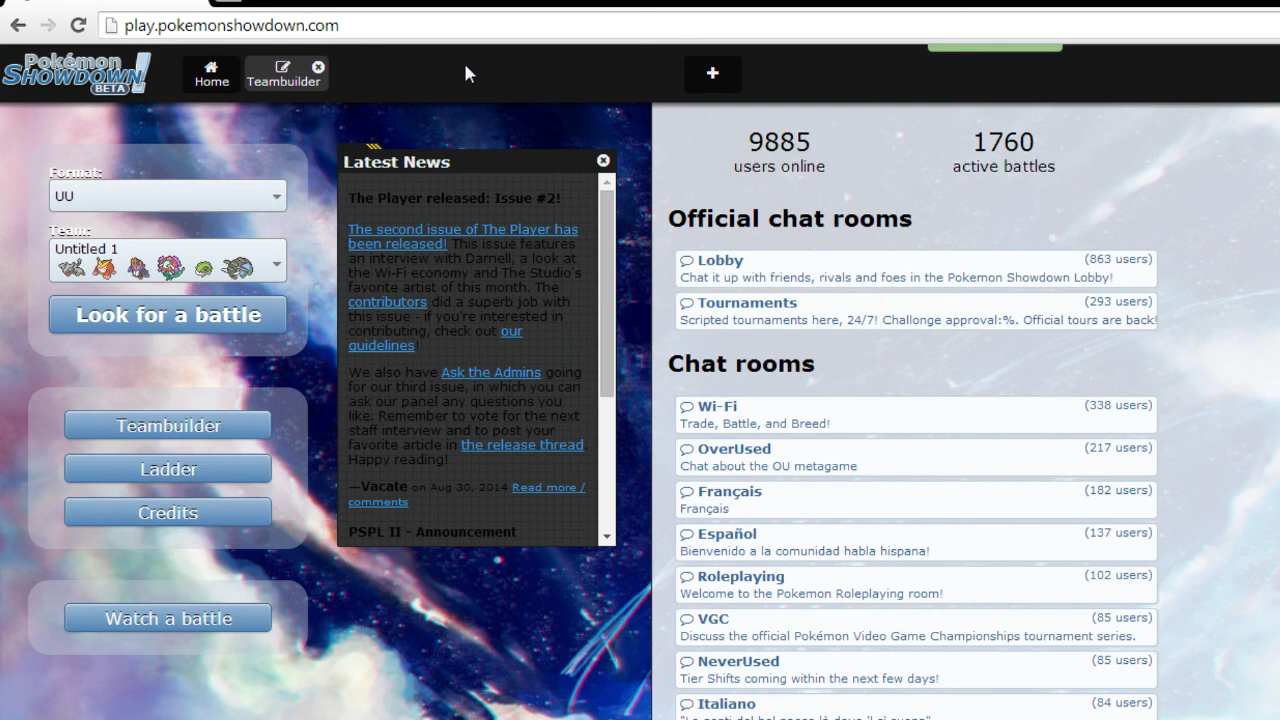 play.pokemonshowdown.com
Pokémon
SHOWDOWN!
BETA
Home
Teambuilder
Format:
UU
Team:
Untitled 1
Look for a battle
Teambuilder
Ladder
Credits
Watch a battle
Latest News
The Player released: Issue #2!
The second issue of The Player has
been released! This issue features
an interview with Darnell, a look at
the Wi-Fi economy and The Studio's
favorite artist of this month. The
contributors did a superb job with
this issue - if you're interested in
contributing, check out our
guidelines!
We also have Ask the Admins going
for our third issue, in which you can
ask our panel any questions you
like. Remember to vote for the next
staff interview and to post your
favorite article in the release thread
Happy reading!
—Vacate on Aug 30, 2014 Read more /
comments
PSPL II - Announcement
9885
users online
1760
active battles
Official chat rooms
Lobby (863 users)
Chat it up with friends, rivals and foes in the Pokemon Showdown Lobby!
Tournaments (293 users)
Scripted tournaments here, 24/7! Challonge approval:%. Official tours are back!
Chat rooms
Wi-Fi (338 users)
Trade, Battle, and Breed!
OverUsed (217 users)
Chat about the OU metagame
Français (182 users)
Français
Español (137 users)
Bienvenido a la comunidad habla hispana!
Roleplaying (102 users)
Welcome to the Pokemon Roleplaying room!
VGC (85 users)
Discuss the official Pokémon Video Game Championships tournament series.
NeverUsed (85 users)
Tier Shifts coming within the next few days!
Italiano (84 users)